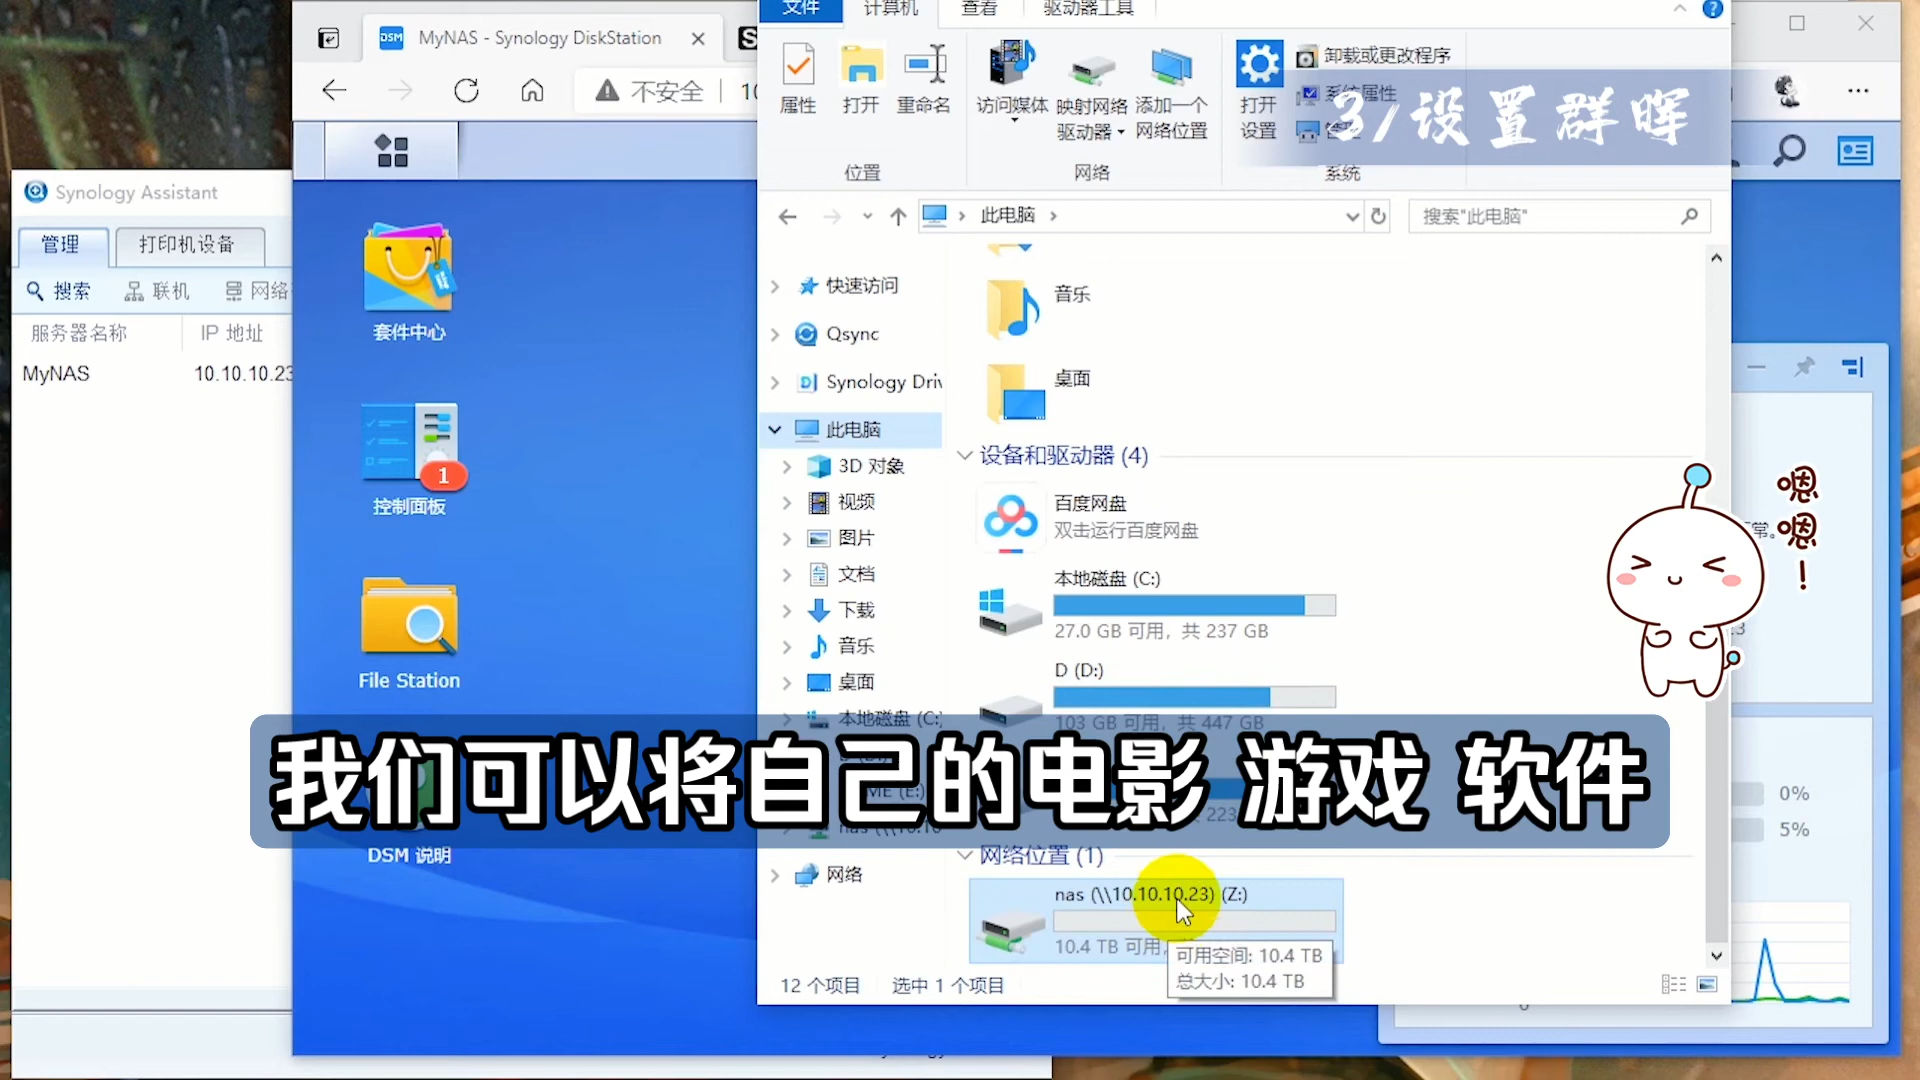 文件
计算机
查看
驱动器工具
MyNAS - Synology DiskStation
不安全
属性
打开
重命名
访问媒体
映射网络
驱动器
添加一个
网络位置
打开
设置
卸载或更改程序
系统属性
位置
网络
系统
3/设置群晖
Synology Assistant
管理
打印机设备
搜索
联机
网络
服务器名称
IP 地址
MyNAS
10.10.10.23
套件中心
1
控制面板
File Station
DSM 说明
此电脑
搜索"此电脑"
快速访问
Qsync
Synology Driv
此电脑
3D 对象
视频
图片
文档
下载
音乐
桌面
本地磁盘 (C:)
网络
音乐
桌面
设备和驱动器 (4)
百度网盘
双击运行百度网盘
本地磁盘 (C:)
27.0 GB 可用，共 237 GB
D (D:)
103 GB 可用，共 447 GB
我们可以将自己的电影 游戏 软件
网络位置 (1)
nas (\\10.10.10.23) (Z:)
10.4 TB 可用,
可用空间: 10.4 TB
总大小: 10.4 TB
12 个项目
选中 1 个项目
嗯嗯！
常。
0%
5%
0